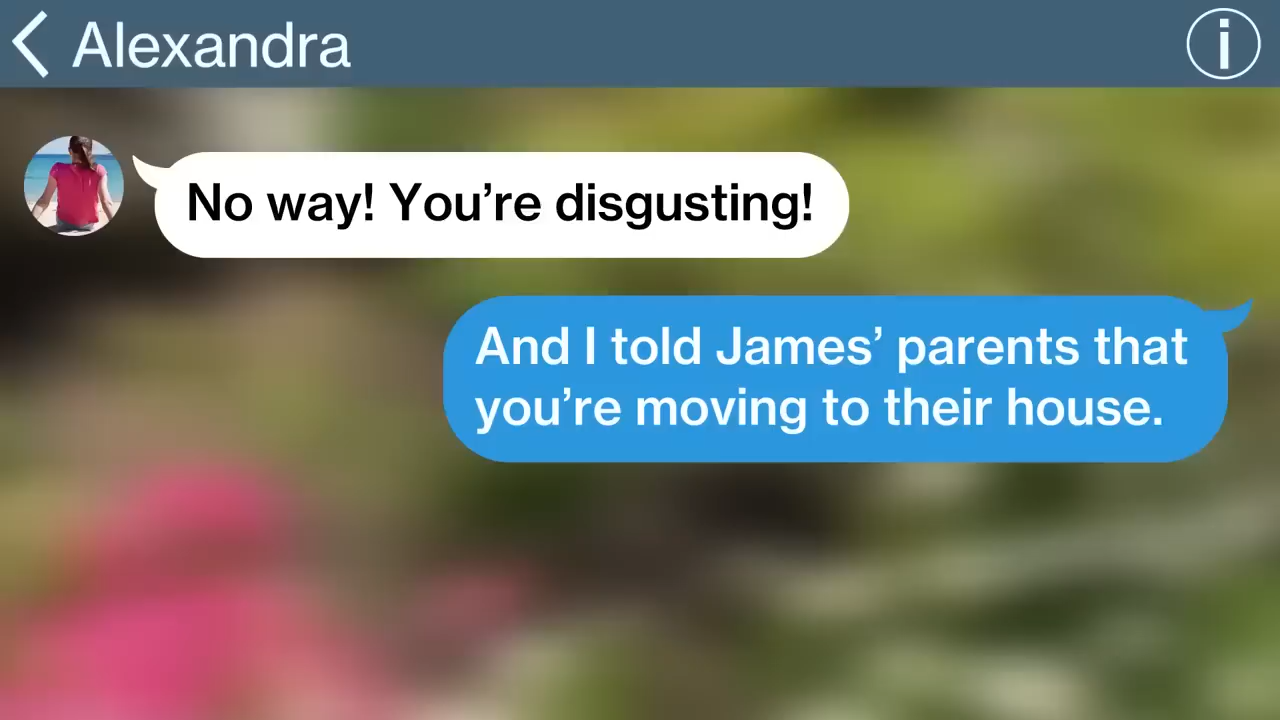 Alexandra
No way! You’re disgusting!
And I told James’ parents that
you’re moving to their house.